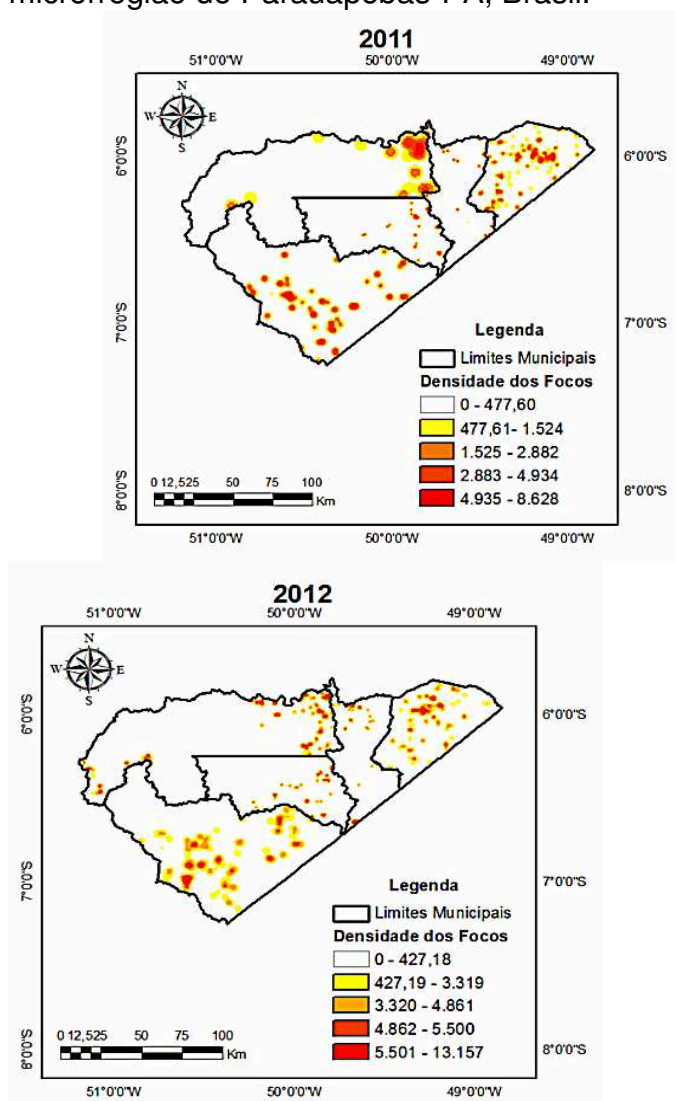 microrregião de Parauapebas-PA, Brasil.
2011
51°0'0"W 50°0'0"W 49°0'0"W
N
W E
S
6°0'0"S 6°0'0"S
7°0'0"S 7°0'0"S
Legenda
Limites Municipais
Densidade dos Focos
0 - 477,60
477,61- 1.524
1.525 - 2.882
2.883 - 4.934
4.935 - 8.628
0 12,525 50 75 100
Km
8°0'0"S 8°0'0"S
51°0'0"W 50°0'0"W 49°0'0"W
2012
51°0'0"W 50°0'0"W 49°0'0"W
N
W E
S
6°0'0"S 6°0'0"S
7°0'0"S 7°0'0"S
Legenda
Limites Municipais
Densidade dos Focos
0 - 427,18
427,19 - 3.319
3.320 - 4.861
4.862 - 5.500
5.501 - 13.157
0 12,525 50 75 100
Km
8°0'0"S 8°0'0"S
51°0'0"W 50°0'0"W 49°0'0"W